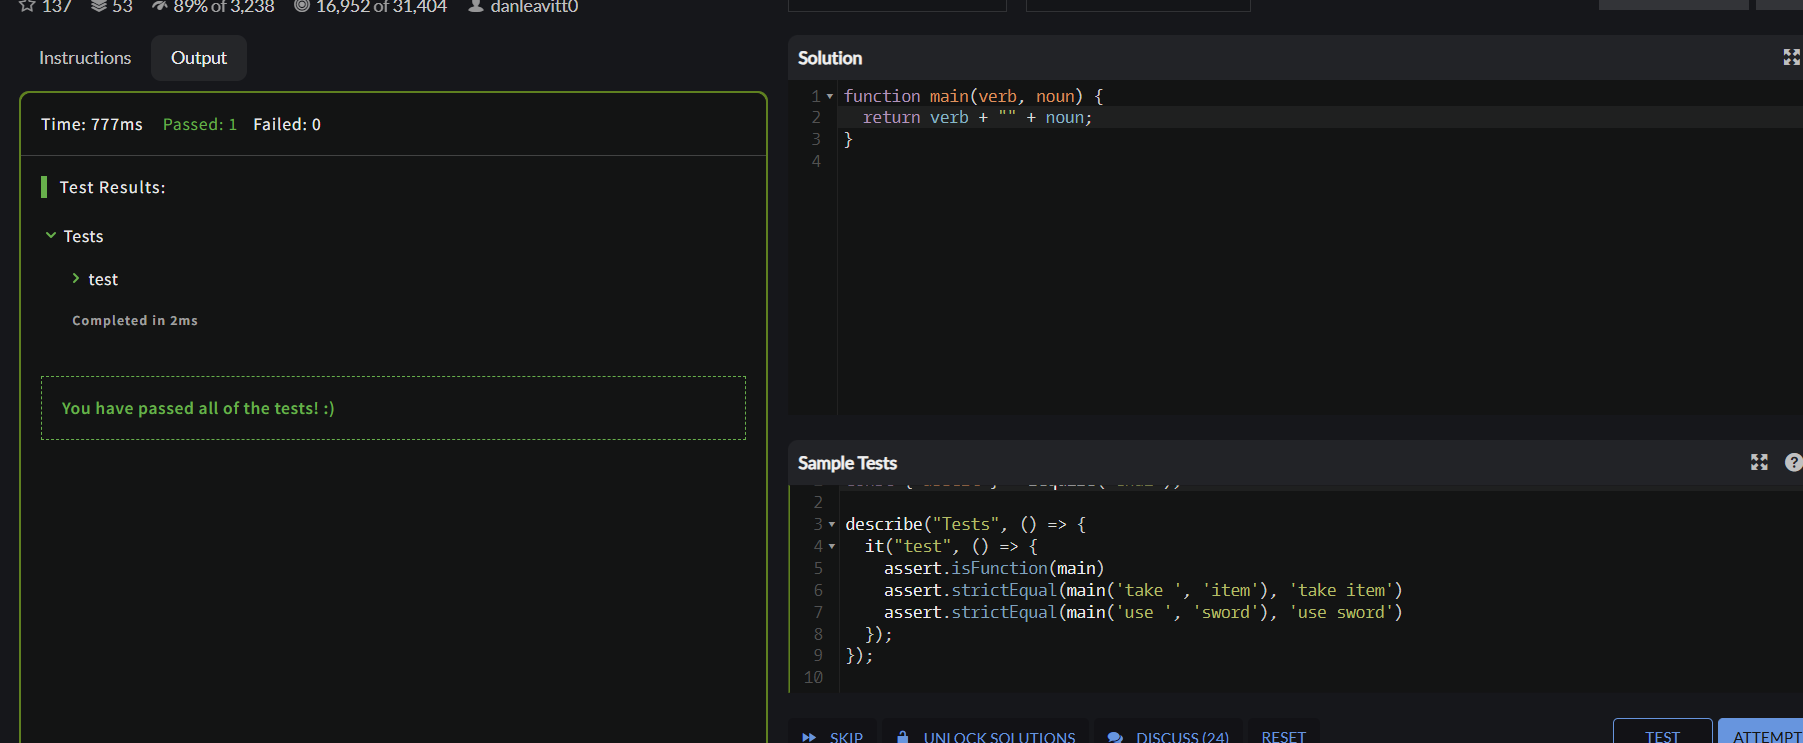 137 53 89% of 3,238 16,952 of 31,404 danleavitt0
Instructions Output
Time: 777ms Passed: 1 Failed: 0
Test Results:
Tests
test
Completed in 2ms
You have passed all of the tests! :)
Solution
1 function main(verb, noun) {
2 return verb + "" + noun;
3 }
4
Sample Tests
2
3 describe("Tests", () => {
4 it("test", () => {
5 assert.isFunction(main)
6 assert.strictEqual(main('take ', 'item'), 'take item')
7 assert.strictEqual(main('use ', 'sword'), 'use sword')
8 });
9 });
10
SKIP UNLOCK SOLUTIONS DISCUSS (24) RESET TEST ATTEMPT